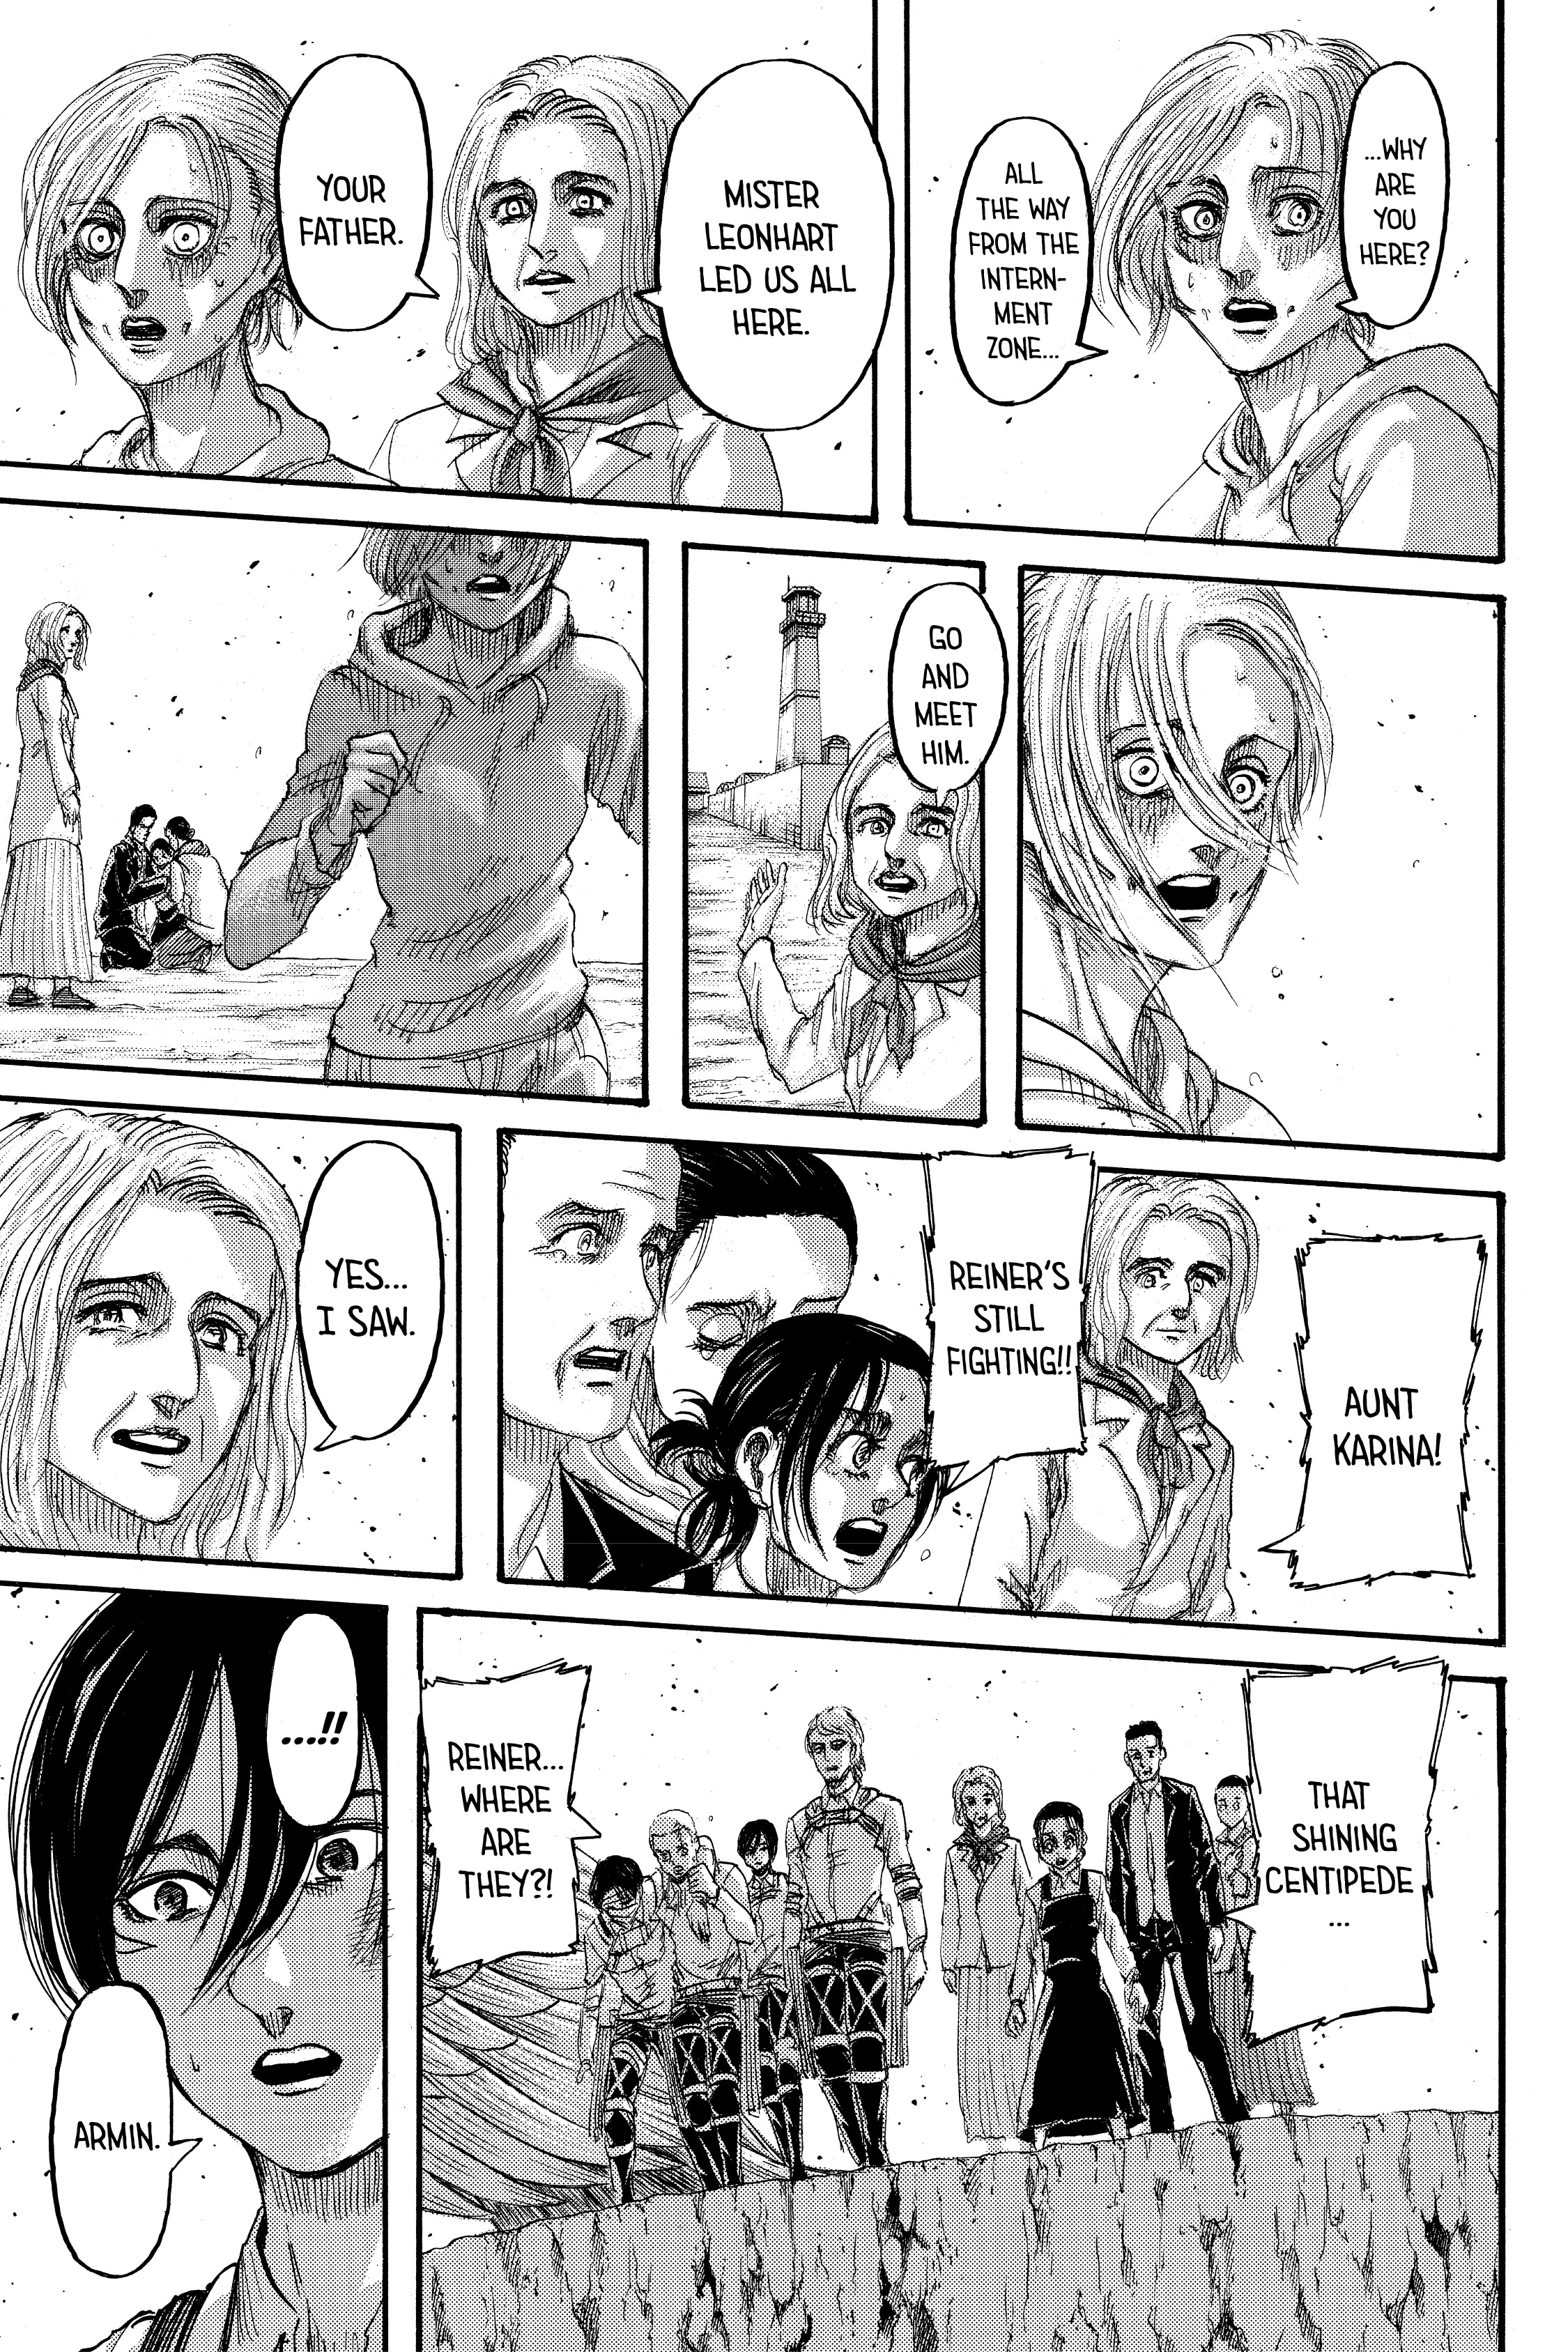 ...WHY
ARE
YOU
HERE?
ALL
THE WAY
FROM THE
INTERN-
MENT
ZONE...
MISTER
LEONHART
LED US ALL
HERE.
YOUR
FATHER.
GO
AND
MEET
HIM.
AUNT
KARINA!
REINER'S
STILL
FIGHTING!!
YES...
I SAW.
THAT
SHINING
CENTIPEDE
...
REINER...
WHERE
ARE
THEY?!
.....!!
ARMIN.